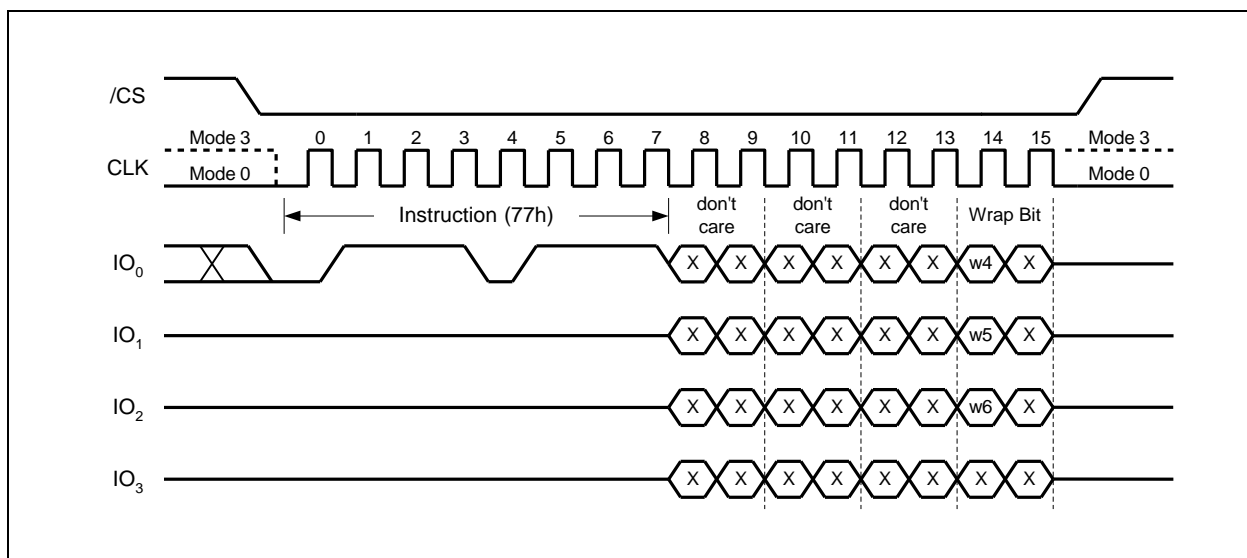 /CS
Mode 3 0 1 2 3 4 5 6 7 8 9 10 11 12 13 14 15 Mode 3
CLK
Mode 0 Mode 0
Instruction (77h) don't care don't care don't care Wrap Bit
IO0 X X X X X X w4 X
IO1 X X X X X X w5 X
IO2 X X X X X X w6 X
IO3 X X X X X X X X